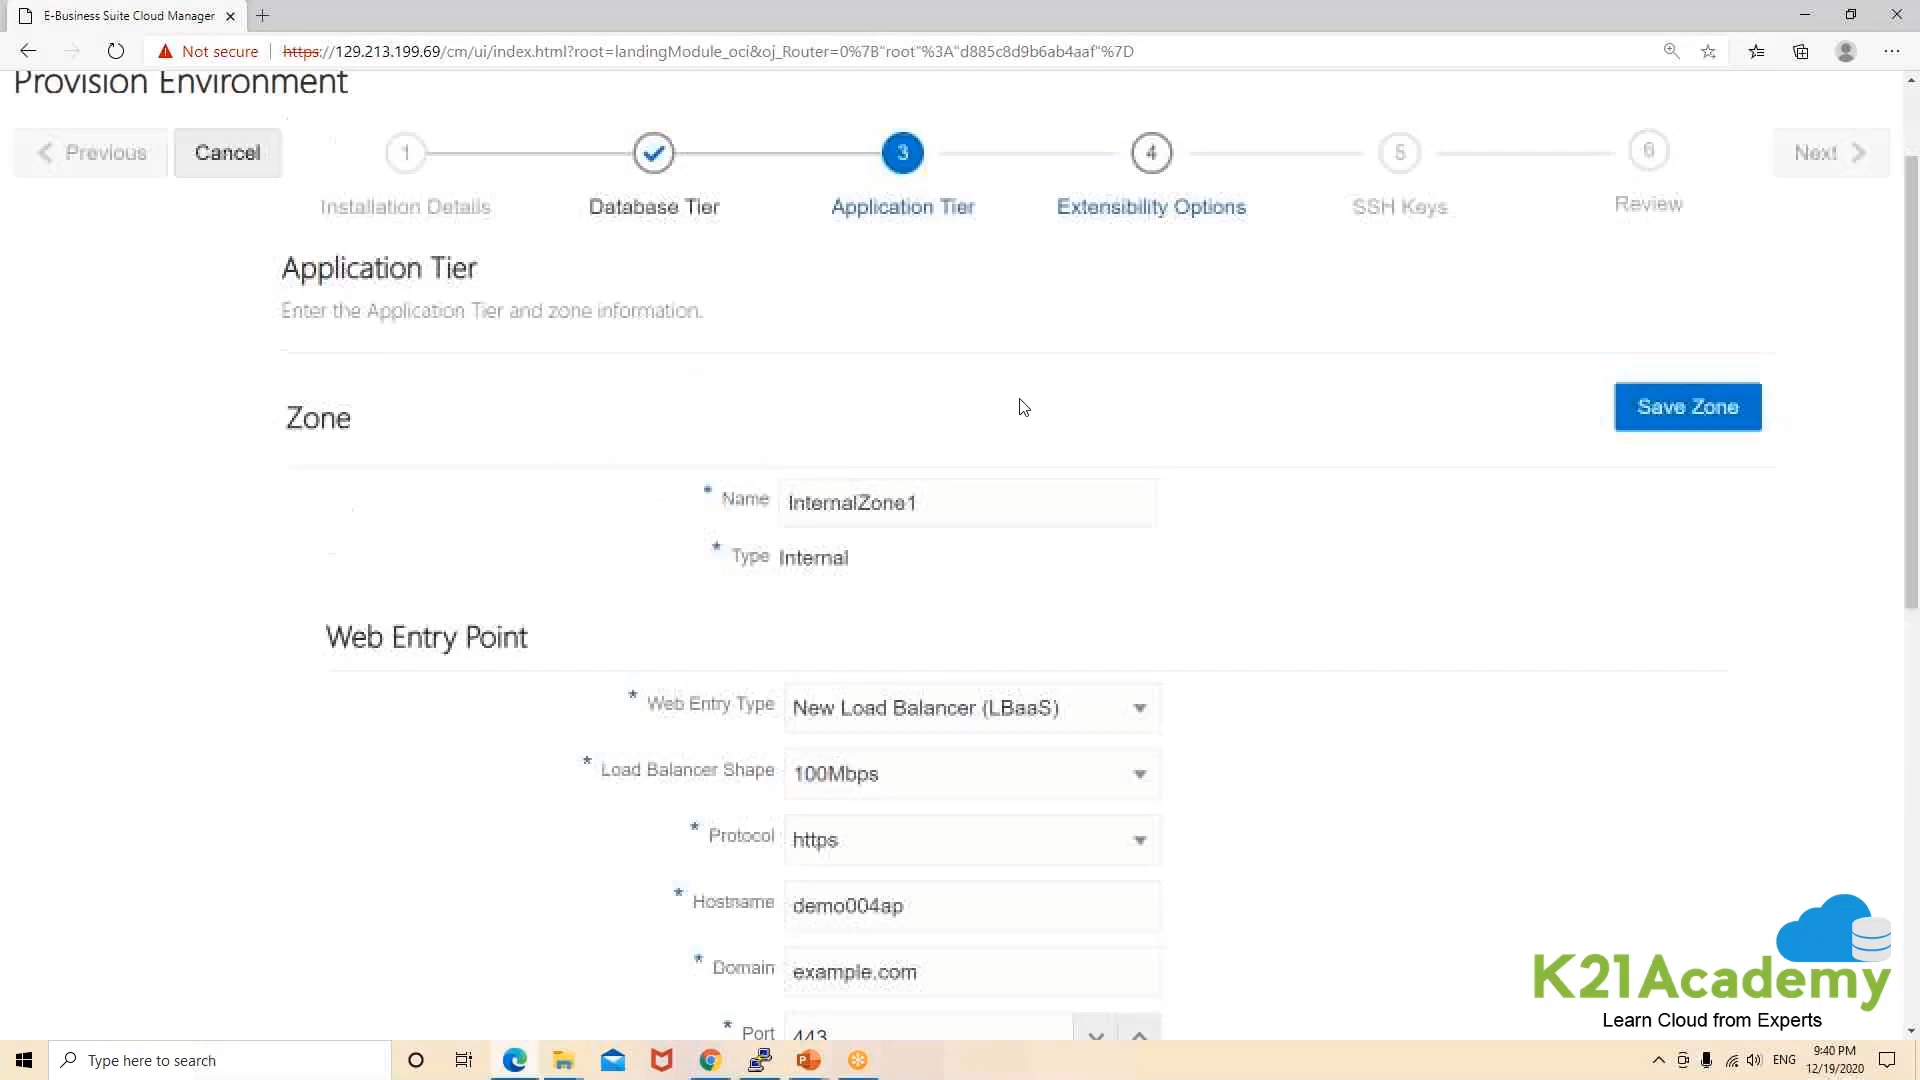 E-Business Suite Cloud Manager
Not secure
https://129.213.199.69/cm/ui/index.html?root=landingModule_oci&oj_Router=0%7B"root"%3A"d885c8d9b6ab4aaf"%7D
Provision Environment
Previous
Cancel
1
3
4
5
6
Next
Installation Details
Database Tier
Application Tier
Extensibility Options
SSH Keys
Review
Application Tier
Enter the Application Tier and zone information.
Zone
Save Zone
* Name InternalZone1
* Type Internal
Web Entry Point
* Web Entry Type New Load Balancer (LBaaS)
* Load Balancer Shape 100Mbps
* Protocol https
* Hostname demo004ap
* Domain example.com
* Port 443
K21Academy
Learn Cloud from Experts
Type here to search
ENG
9:40 PM
12/19/2020